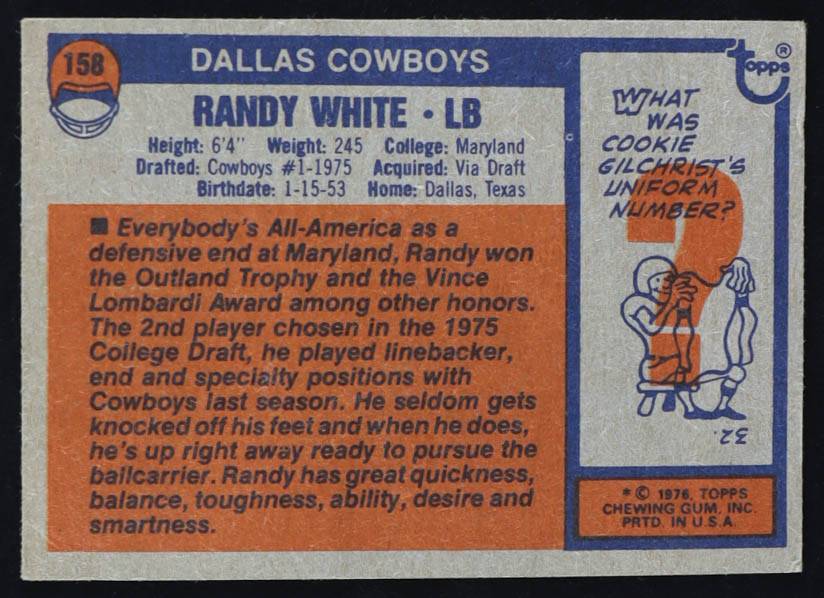 158
DALLAS COWBOYS
topps®
RANDY WHITE • LB
Height: 6'4" Weight: 245 College: Maryland
Drafted: Cowboys #1-1975 Acquired: Via Draft
Birthdate: 1-15-53 Home: Dallas, Texas
■ Everybody's All-America as a
defensive end at Maryland, Randy won
the Outland Trophy and the Vince
Lombardi Award among other honors.
The 2nd player chosen in the 1975
College Draft, he played linebacker,
end and specialty positions with
Cowboys last season. He seldom gets
knocked off his feet and when he does,
he's up right away ready to pursue the
ballcarrier. Randy has great quickness,
balance, toughness, ability, desire and
smartness.
WHAT
WAS
COOKIE
GILCHRIST'S
UNIFORM
NUMBER?
?
32.
* © 1976, TOPPS
CHEWING GUM, INC.
PRTD. IN U.S.A.